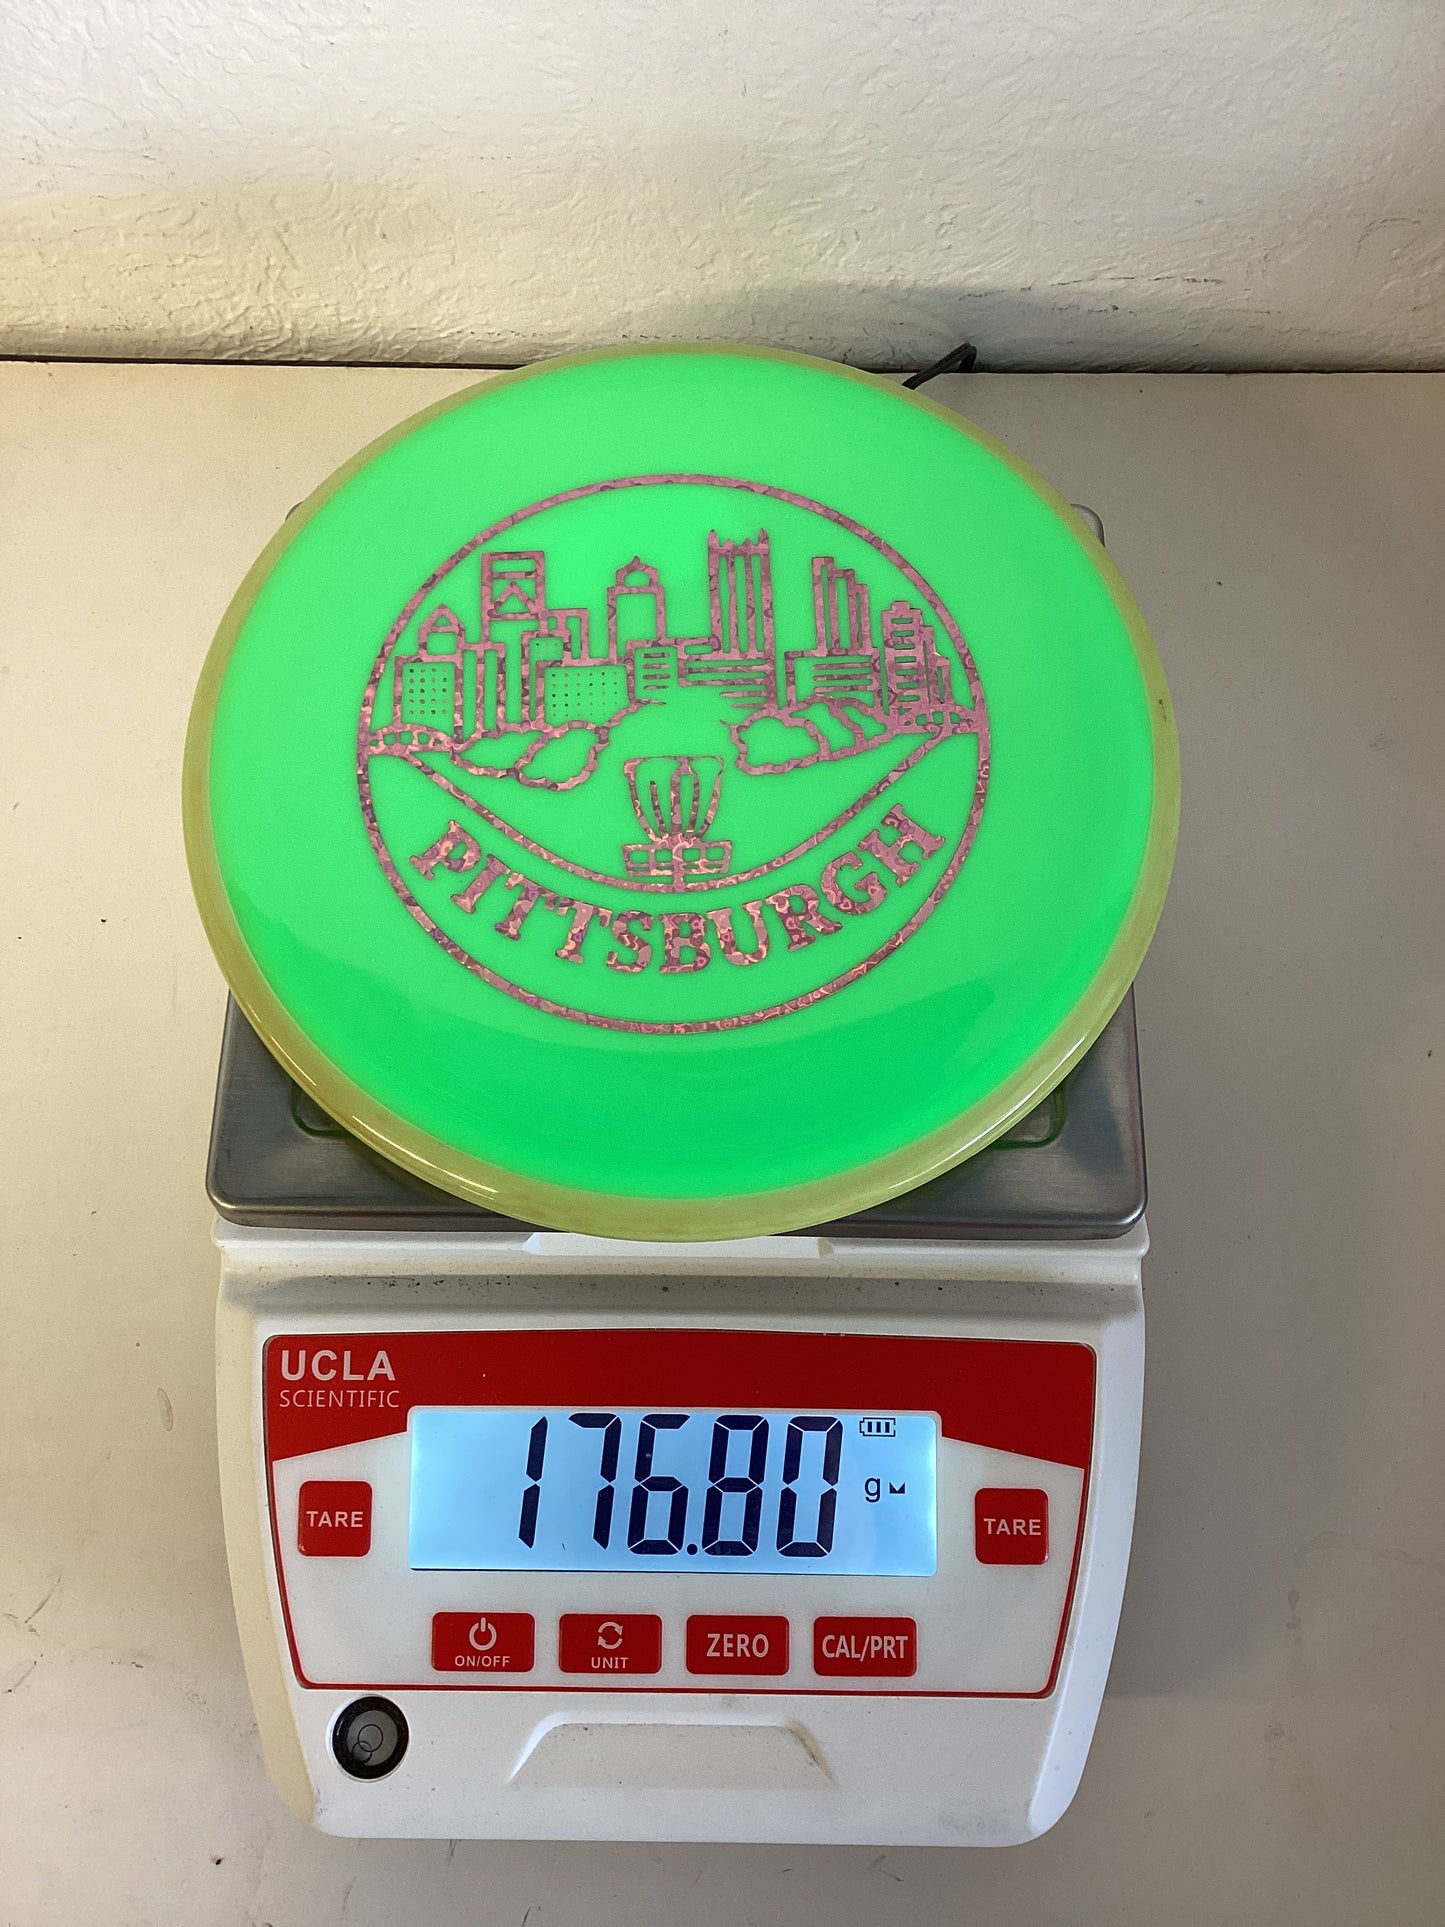 PITTSBURGH
UCLA
SCIENTIFIC
176.80 g
TARE
TARE
ON/OFF
UNIT
ZERO
CAL/PRT